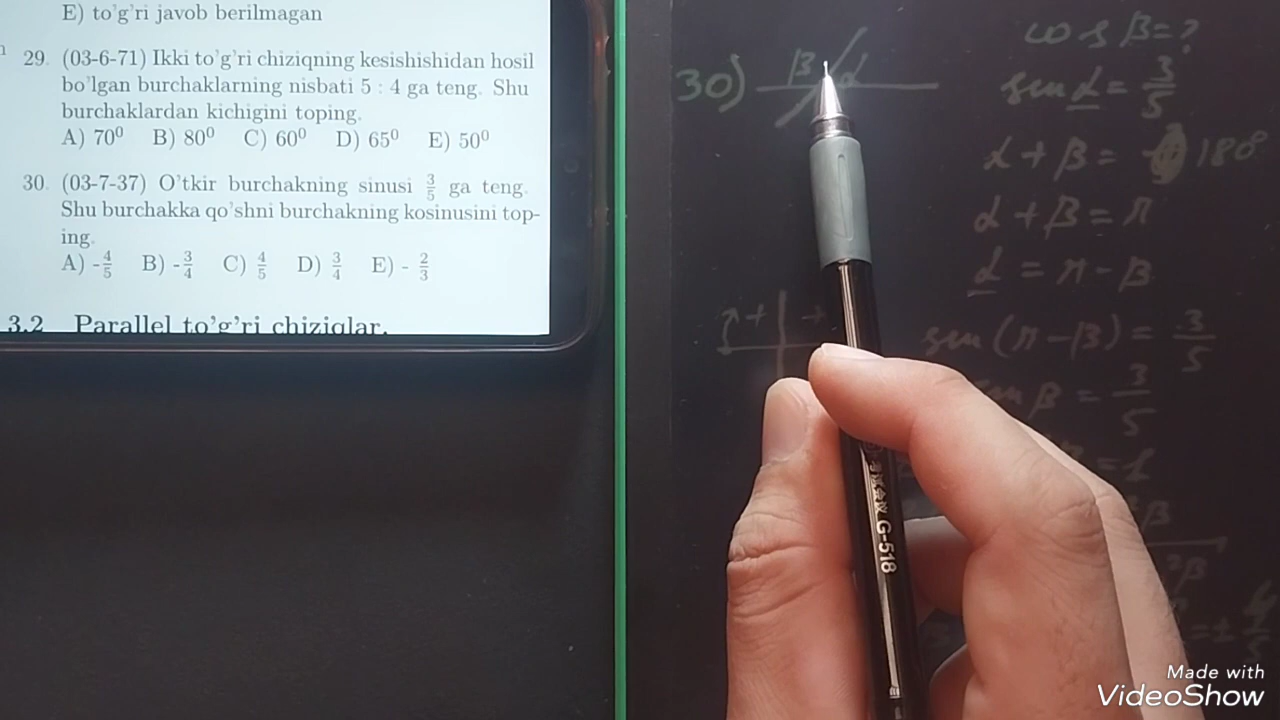 E) to'g'ri javob berilmagan
29. (03-6-71) Ikki to'g'ri chiziqning kesishishidan hosil
bo'lgan burchaklarning nisbati 5 : 4 ga teng. Shu
burchaklardan kichigini toping.
A) 70⁰ B) 80⁰ C) 60⁰ D) 65⁰ E) 50⁰
30. (03-7-37) O'tkir burchakning sinusi 3/5 ga teng.
Shu burchakka qo'shni burchakning kosinusini top-
ing.
A) -4/5 B) -3/4 C) 4/5 D) 3/4 E) - 2/3
3.2 Parallel to'g'ri chiziqlar.
30) β α
cos β = ?
sin α = 3/5
α + β = 180°
α + β = π
α = π - β
sin (π - β) = 3/5
β = 3/5
G-518
Made with
VideoShow